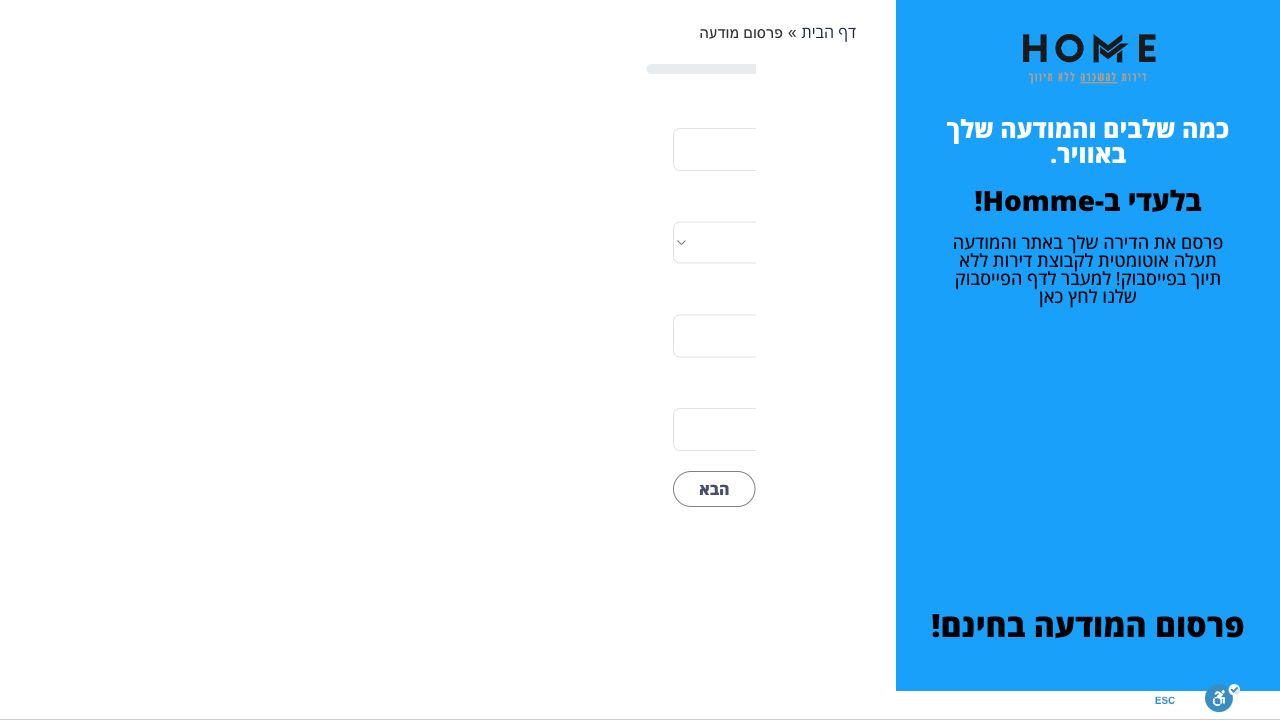 HOME
דירות להשכרה ללא תיווך
כמה שלבים והמודעה שלך
באוויר.
בלעדי ב-Homme!
פרסם את הדירה שלך באתר והמודעה
תעלה אוטומטית לקבוצת דירות ללא
תיוך בפייסבוק! למעבר לדף הפייסבוק
שלנו לחץ כאן
פרסום המודעה בחינם!
דף הבית » פרסום מודעה
הבא
ESC